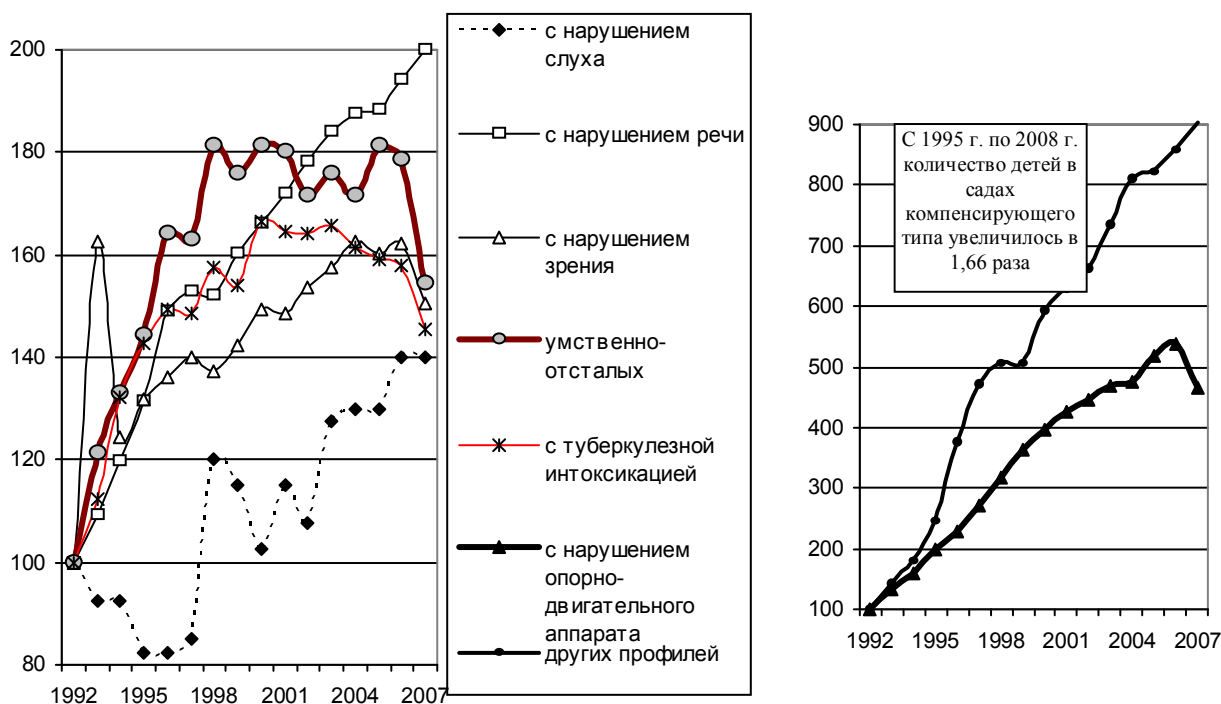 200
180
160
140
120
100
80
1992
1995
1998
2001
2004
2007
с нарушением
слуха
с нарушением речи
с нарушением
зрения
умственно-
отсталых
с туберкулезной
интоксикацией
с нарушением
опорно-
двигательного
аппарата
других профилей
900
800
700
600
500
400
300
200
100
С 1995 г. по 2008 г.
количество детей в
садах
компенсирующего
типа увеличилось в
1,66 раза
1992
1995
1998
2001
2004
2007